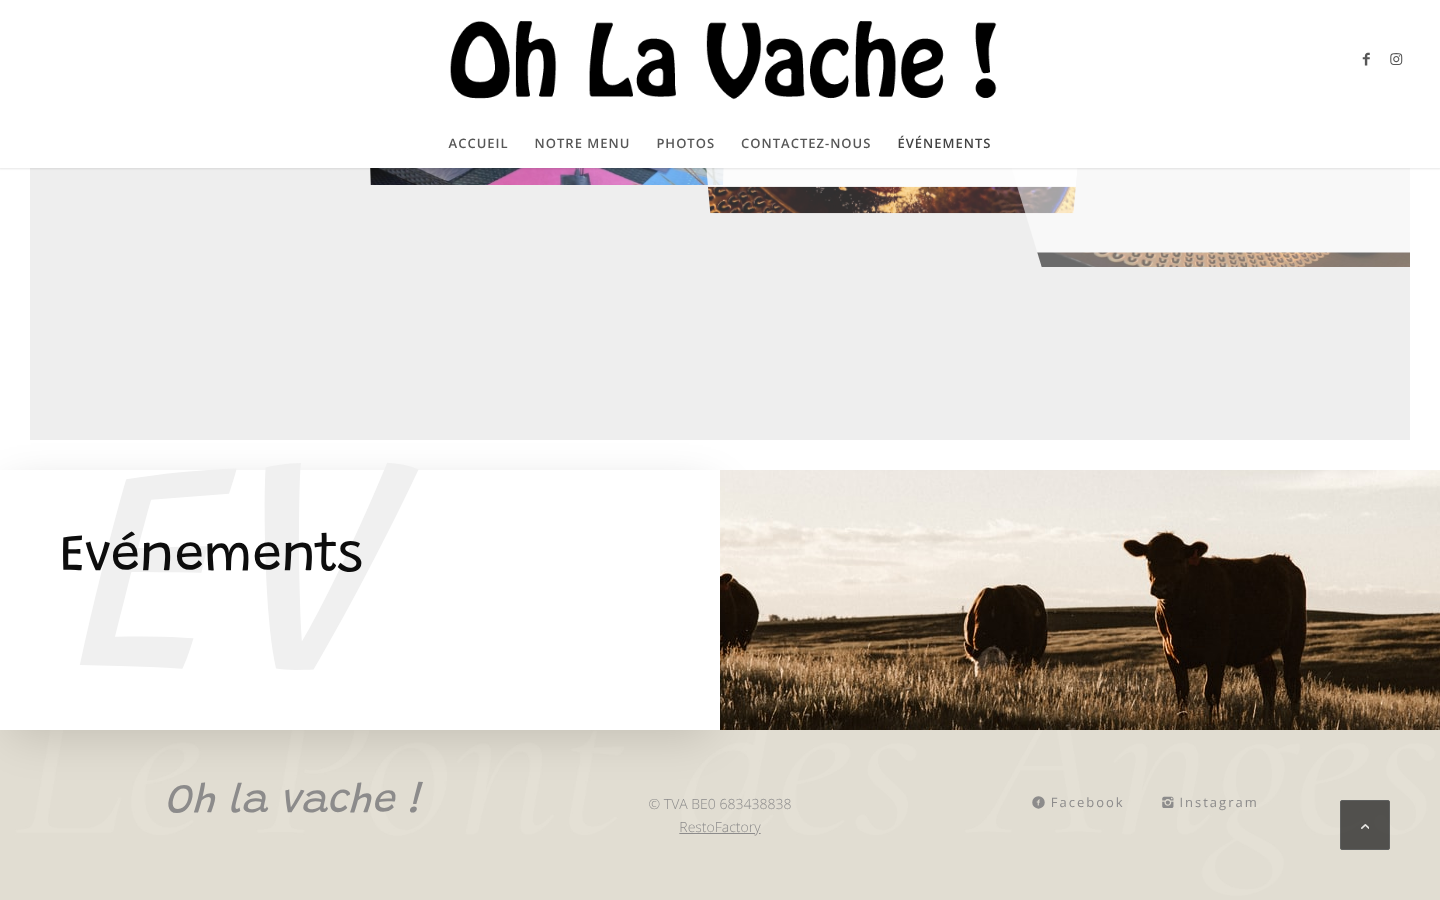 Oh La Vache !
ACCUEIL NOTRE MENU PHOTOS CONTACTEZ-NOUS ÉVÉNEMENTS
EV
Evénements
Le Pont des Anges
Oh la vache !
© TVA BE0 683438838
RestoFactory
Facebook Instagram